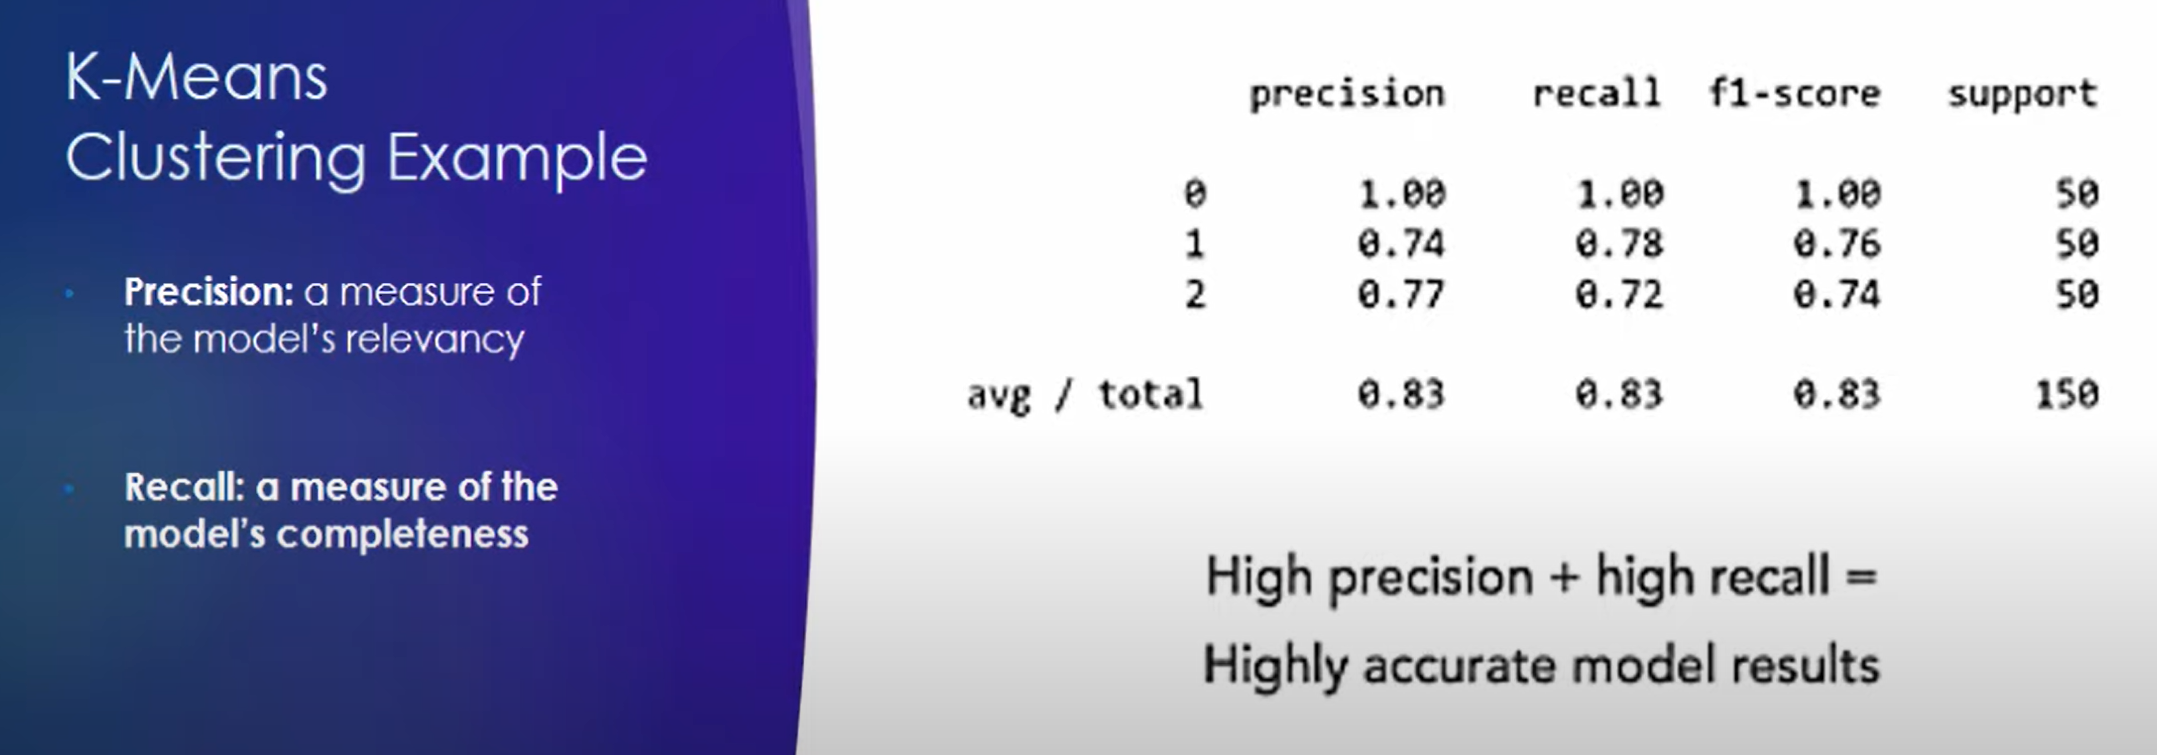 K-Means
Clustering Example
Precision: a measure of
the model's relevancy
Recall: a measure of the
model's completeness
precision recall f1-score support
0 1.00 1.00 1.00 50
1 0.74 0.78 0.76 50
2 0.77 0.72 0.74 50
avg / total 0.83 0.83 0.83 150
High precision + high recall =
Highly accurate model results